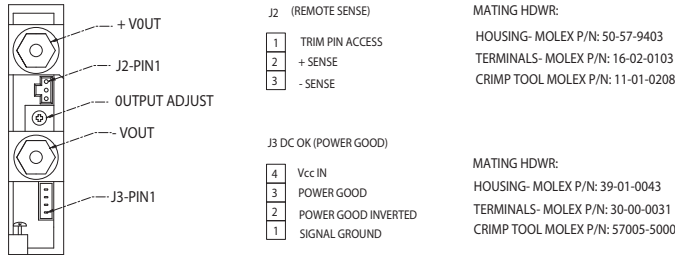 + V0UT
J2-PIN1
0UTPUT ADJUST
- VOUT
J3-PIN1
J2 (REMOTE SENSE)
1 TRIM PIN ACCESS
2 + SENSE
3 - SENSE
MATING HDWR:
HOUSING- MOLEX P/N: 50-57-9403
TERMINALS- MOLEX P/N: 16-02-0103
CRIMP TOOL MOLEX P/N: 11-01-0208
J3 DC OK (POWER GOOD)
4 Vcc IN
3 POWER GOOD
2 POWER GOOD INVERTED
1 SIGNAL GROUND
MATING HDWR:
HOUSING- MOLEX P/N: 39-01-0043
TERMINALS- MOLEX P/N: 30-00-0031
CRIMP TOOL MOLEX P/N: 57005-5000